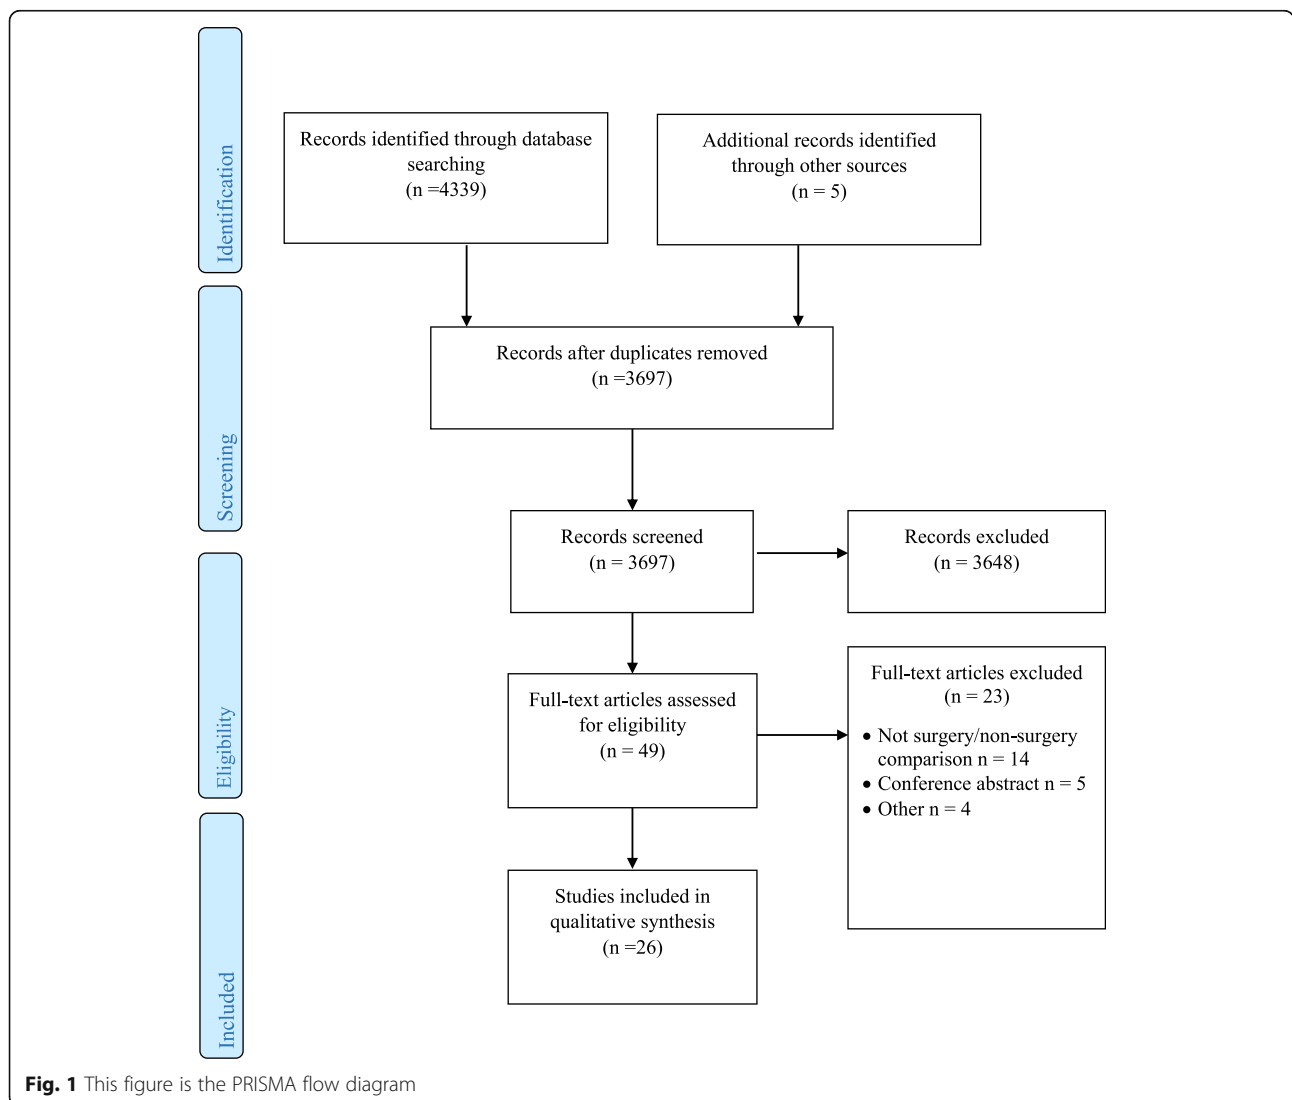 Identification
Records identified through database
searching
(n =4339)
Additional records identified
through other sources
(n = 5)
Screening
Records after duplicates removed
(n =3697)
Records screened
(n = 3697)
Records excluded
(n = 3648)
Eligibility
Full-text articles assessed
for eligibility
(n = 49)
Full-text articles excluded
(n = 23)
• Not surgery/non-surgery
comparison n = 14
• Conference abstract n = 5
• Other n = 4
Included
Studies included in
qualitative synthesis
(n =26)
Fig. 1 This figure is the PRISMA flow diagram